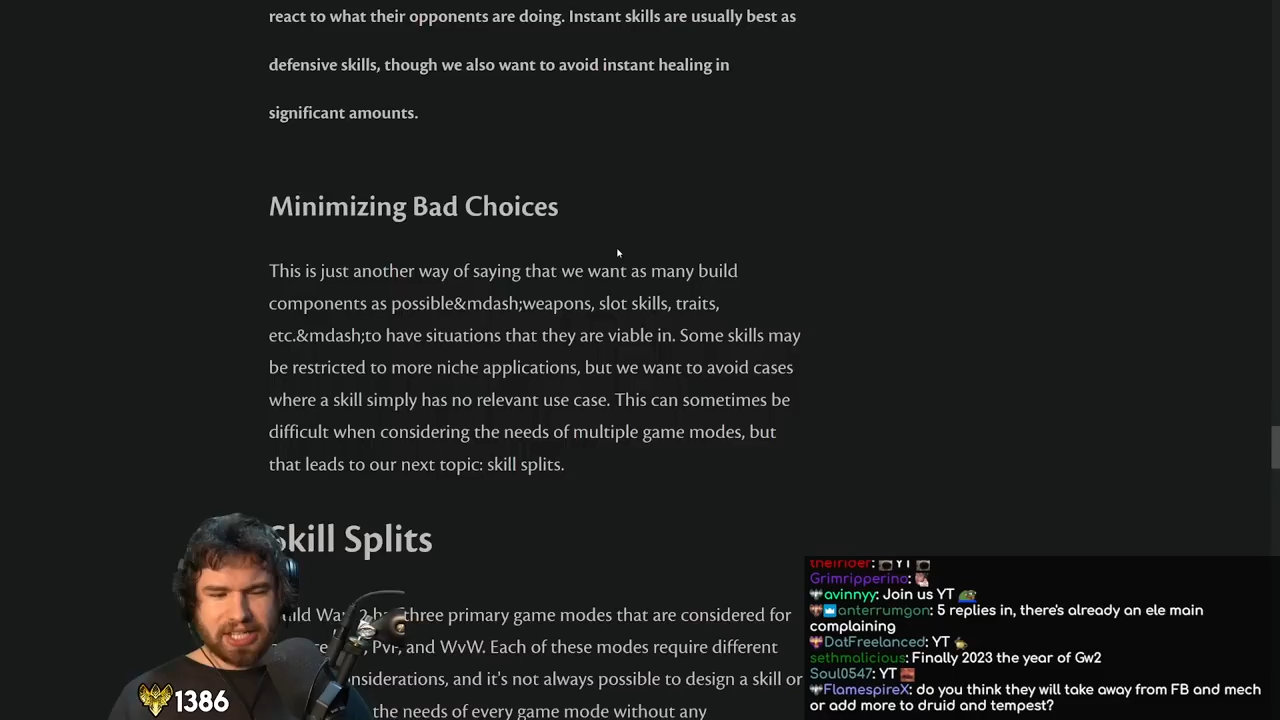 react to what their opponents are doing. Instant skills are usually best as
defensive skills, though we also want to avoid instant healing in
significant amounts.
Minimizing Bad Choices
This is just another way of saying that we want as many build
components as possible&mdash;weapons, slot skills, traits,
etc.&mdash;to have situations that they are viable in. Some skills may
be restricted to more niche applications, but we want to avoid cases
where a skill simply has no relevant use case. This can sometimes be
difficult when considering the needs of multiple game modes, but
that leads to our next topic: skill splits.
Skill Splits
three primary game modes that are considered for
PvP, and WvW. Each of these modes require different
nsiderations, and it's not always possible to design a skill or
the needs of every game mode without any
1386
theirider: YT
Grimripperino:
avinnyy: Join us YT
anterrumgon: 5 replies in, there's already an ele main
complaining
DatFreelanced: YT
sethmalicious: Finally 2023 the year of Gw2
Soul0547: YT
FlamespireX: do you think they will take away from FB and mech
or add more to druid and tempest?